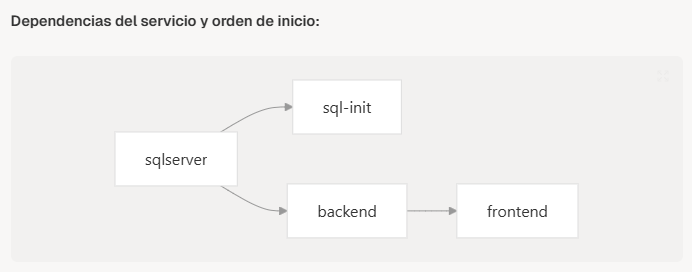 Dependencias del servicio y orden de inicio:
sql-init
sqlserver
backend
frontend